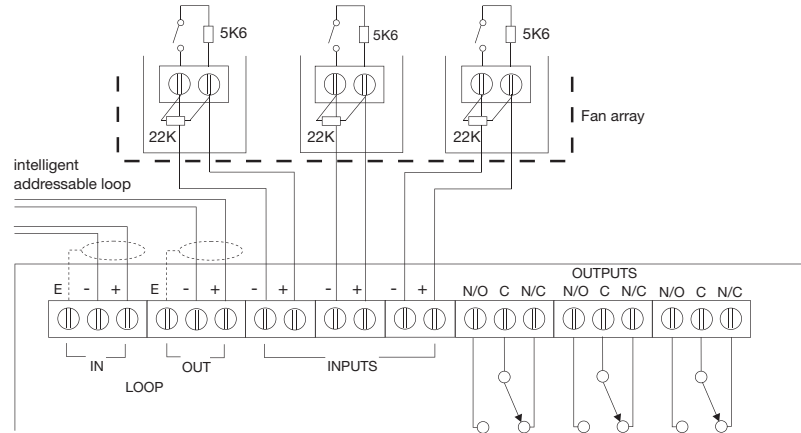 5K6 5K6 5K6
22K 22K 22K
Fan array
intelligent
addressable loop
OUTPUTS
E - + E - + - + - + - + N/O C N/C N/O C N/C N/O C N/C
IN OUT INPUTS
LOOP